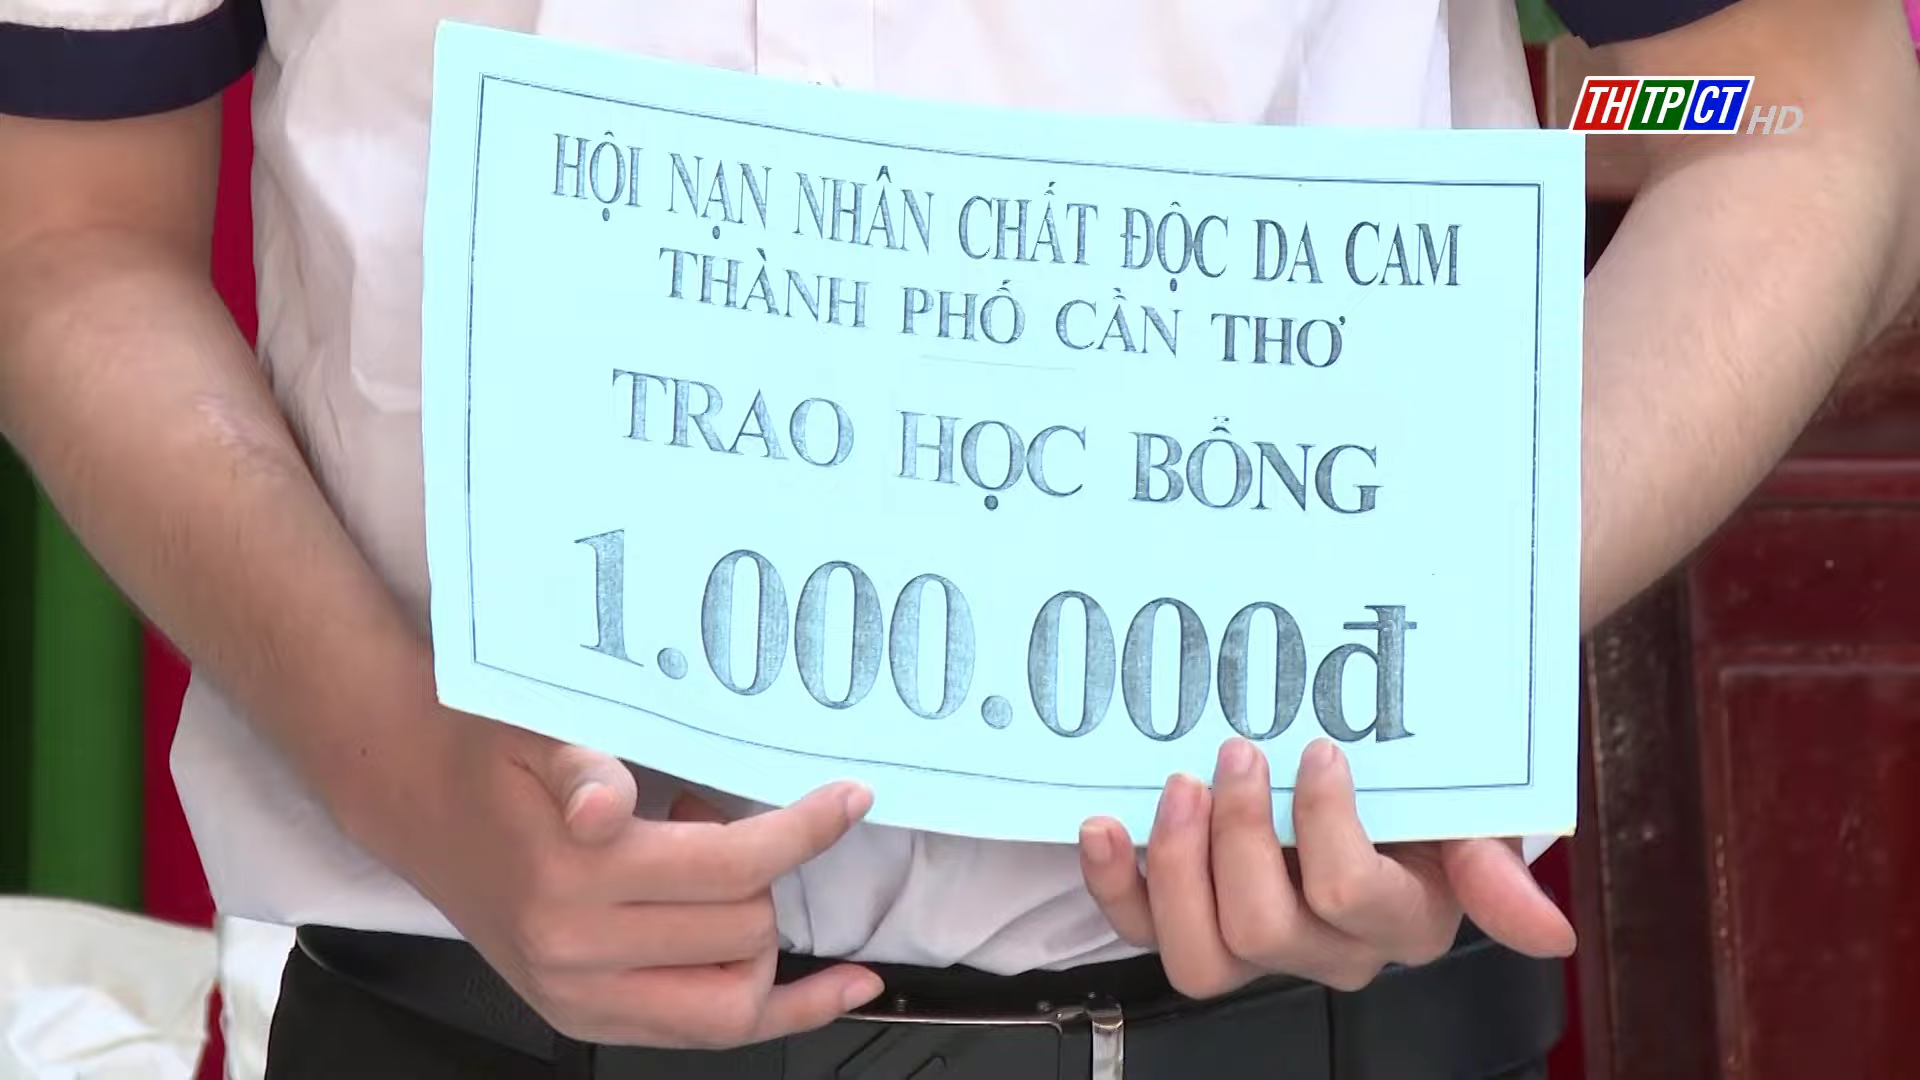 THTPCT HD
HỘI NẠN NHÂN CHẤT ĐỘC DA CAM
THÀNH PHỐ CẦN THƠ
TRAO HỌC BỔNG
1.000.000đ